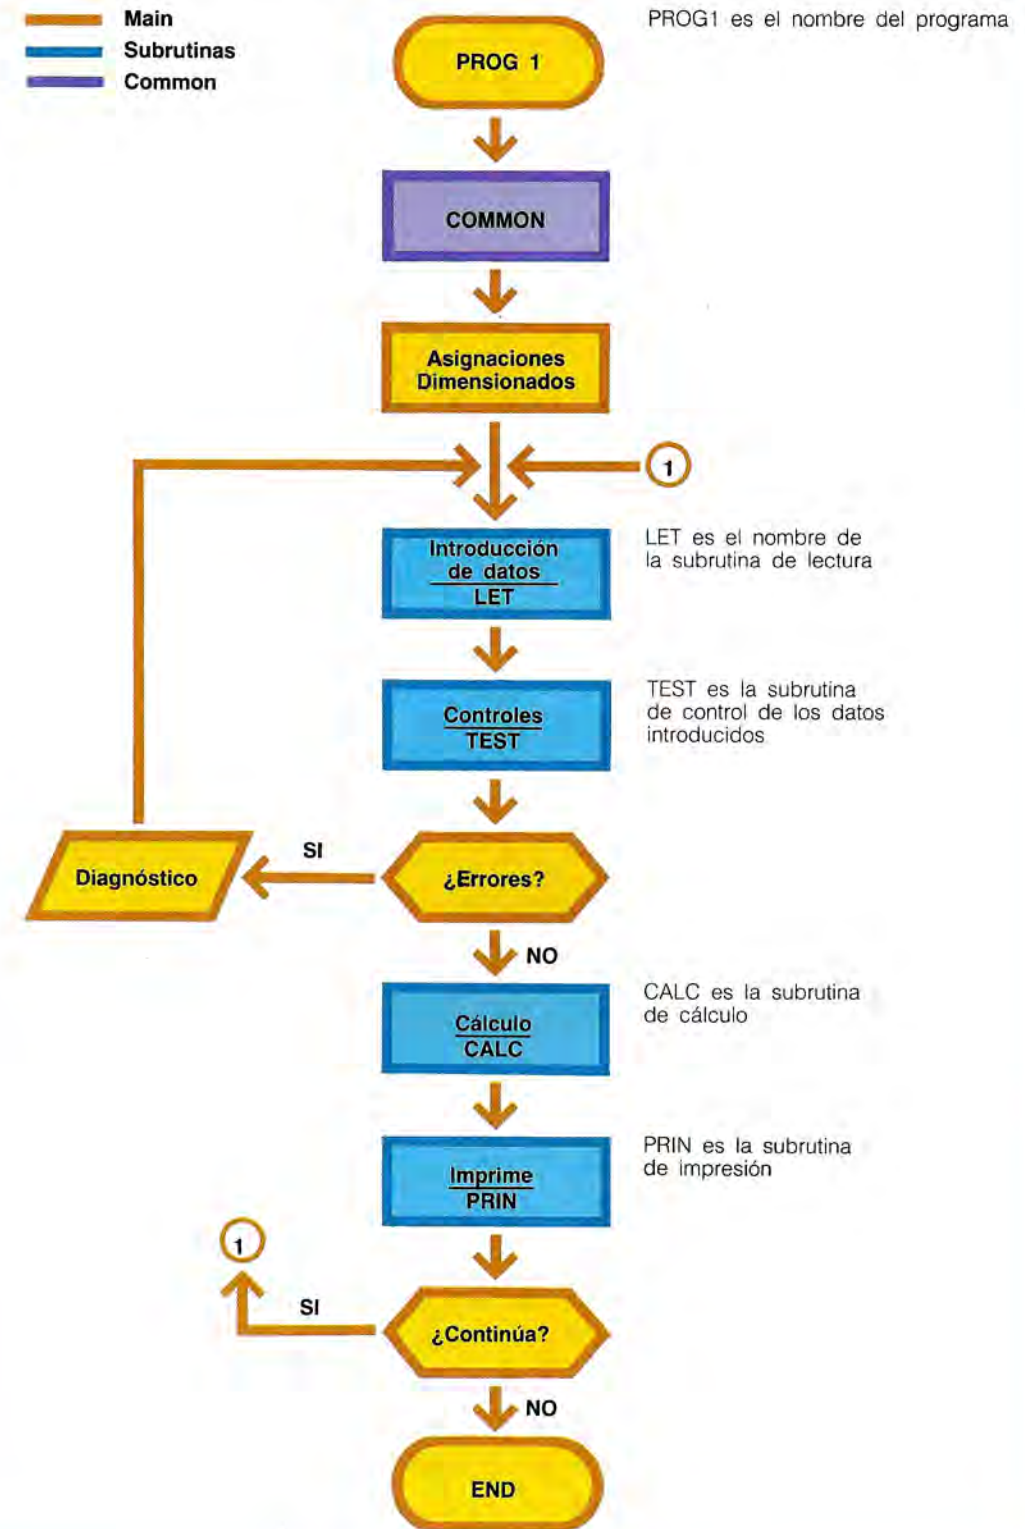 Main
Subrutinas
Common
PROG1 es el nombre del programa
PROG 1
COMMON
Asignaciones
Dimensionados
1
Introducción
de datos
LET
LET es el nombre de
la subrutina de lectura
Controles
TEST
TEST es la subrutina
de control de los datos
introducidos
Diagnóstico
SI
¿Errores?
NO
Cálculo
CALC
CALC es la subrutina
de cálculo
Imprime
PRIN
PRIN es la subrutina
de impresión
1
SI
¿Continúa?
NO
END